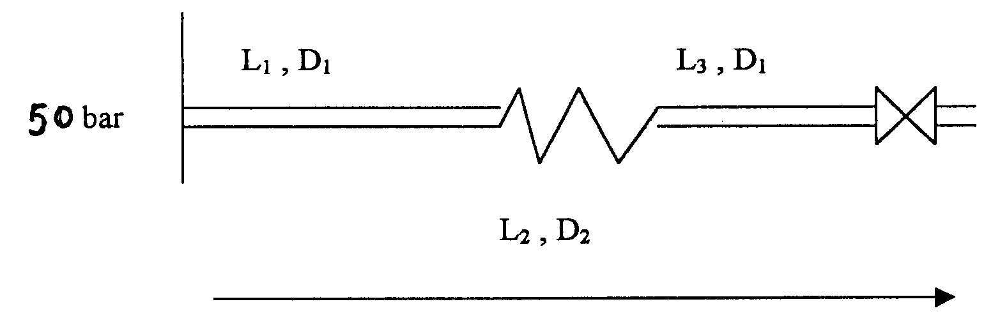 L₁ , D₁
L₃ , D₁
50 bar
L₂ , D₂